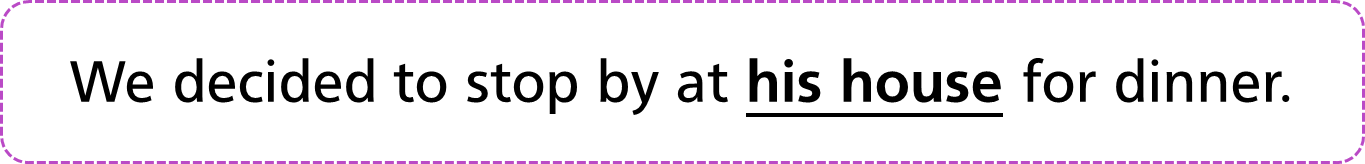 We decided to stop by at his house for dinner.